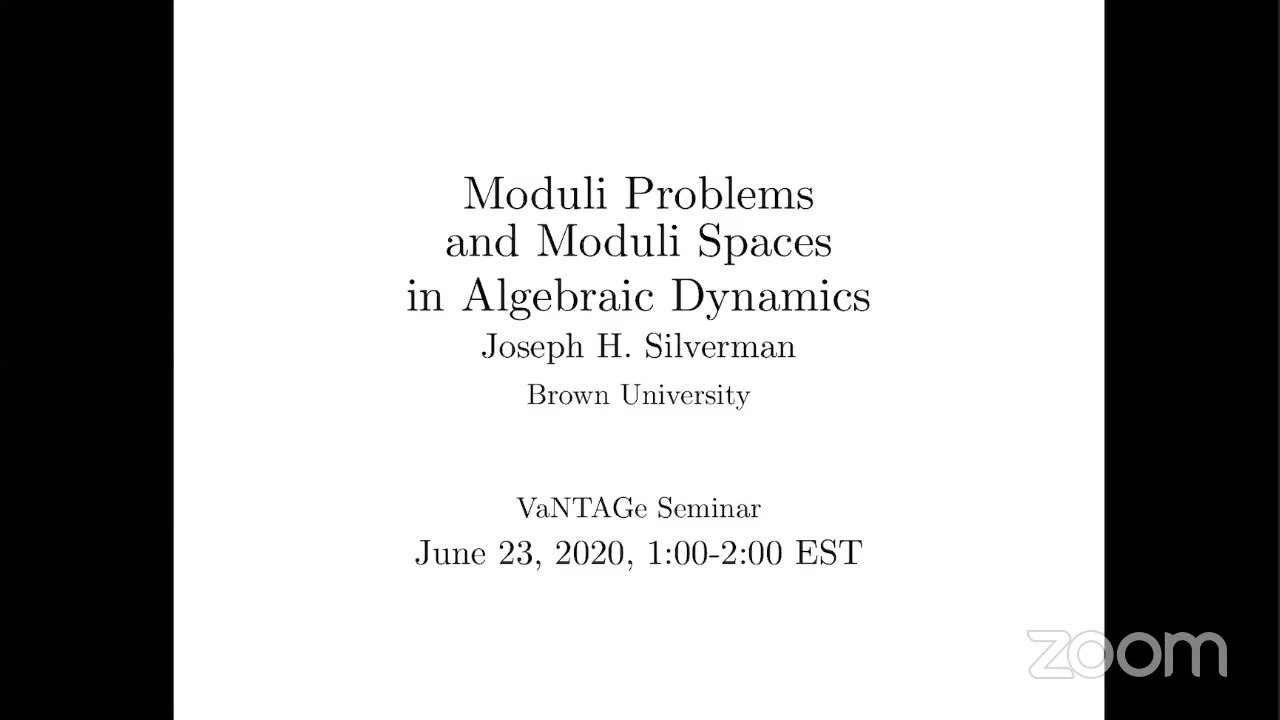 Moduli Problems
and Moduli Spaces
in Algebraic Dynamics
Joseph H. Silverman
Brown University
VaNTAGe Seminar
June 23, 2020, 1:00-2:00 EST
zoom